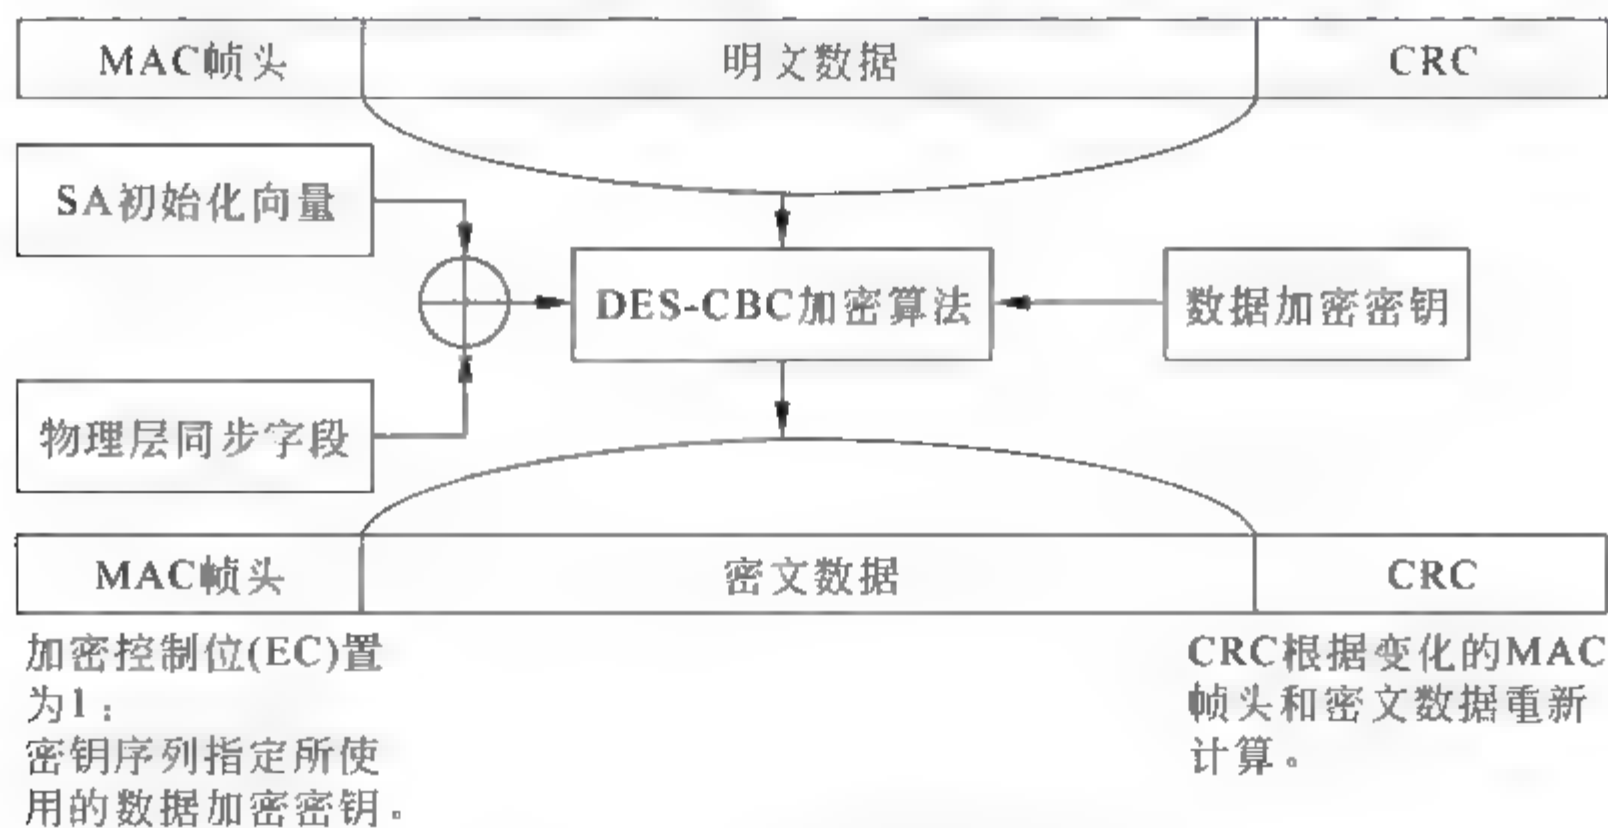 MAC帧头 明文数据 CRC
SA初始化向量
DES-CBC加密算法 数据加密密钥
物理层同步字段
MAC帧头 密文数据 CRC
加密控制位(EC)置
为1；
密钥序列指定所使
用的数据加密密钥。
CRC根据变化的MAC
帧头和密文数据重新
计算。